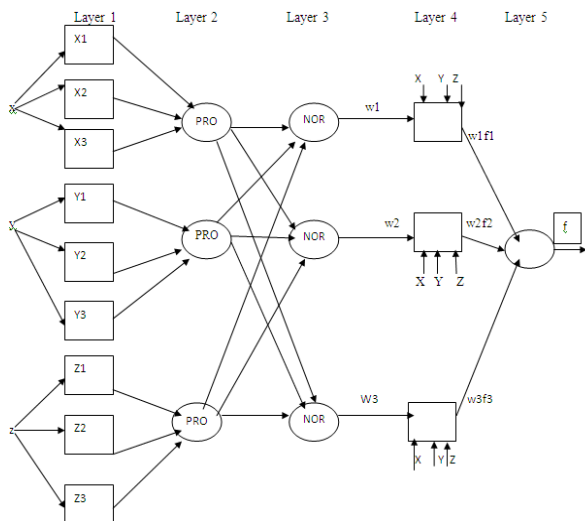 Layer 1 Layer 2 Layer 3 Layer 4 Layer 5
X1
X2
X3
x
PRO
NOR
w1
X Y Z
w1f1
Y1
Y2
Y3
y
PRO
NOR
w2
w2f2
X Y Z
f
Z1
Z2
Z3
z
PRO
NOR
W3
w3f3
X Y Z